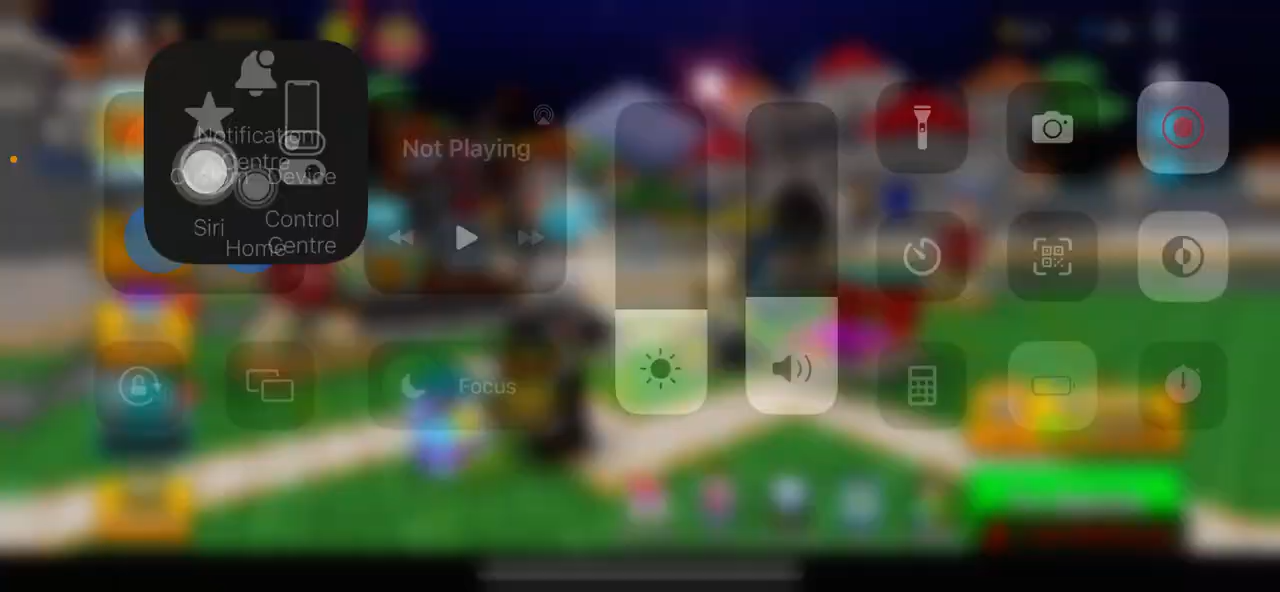 Notification
Centre
Device
Siri
Control
Centre
Home
Not Playing
Focus